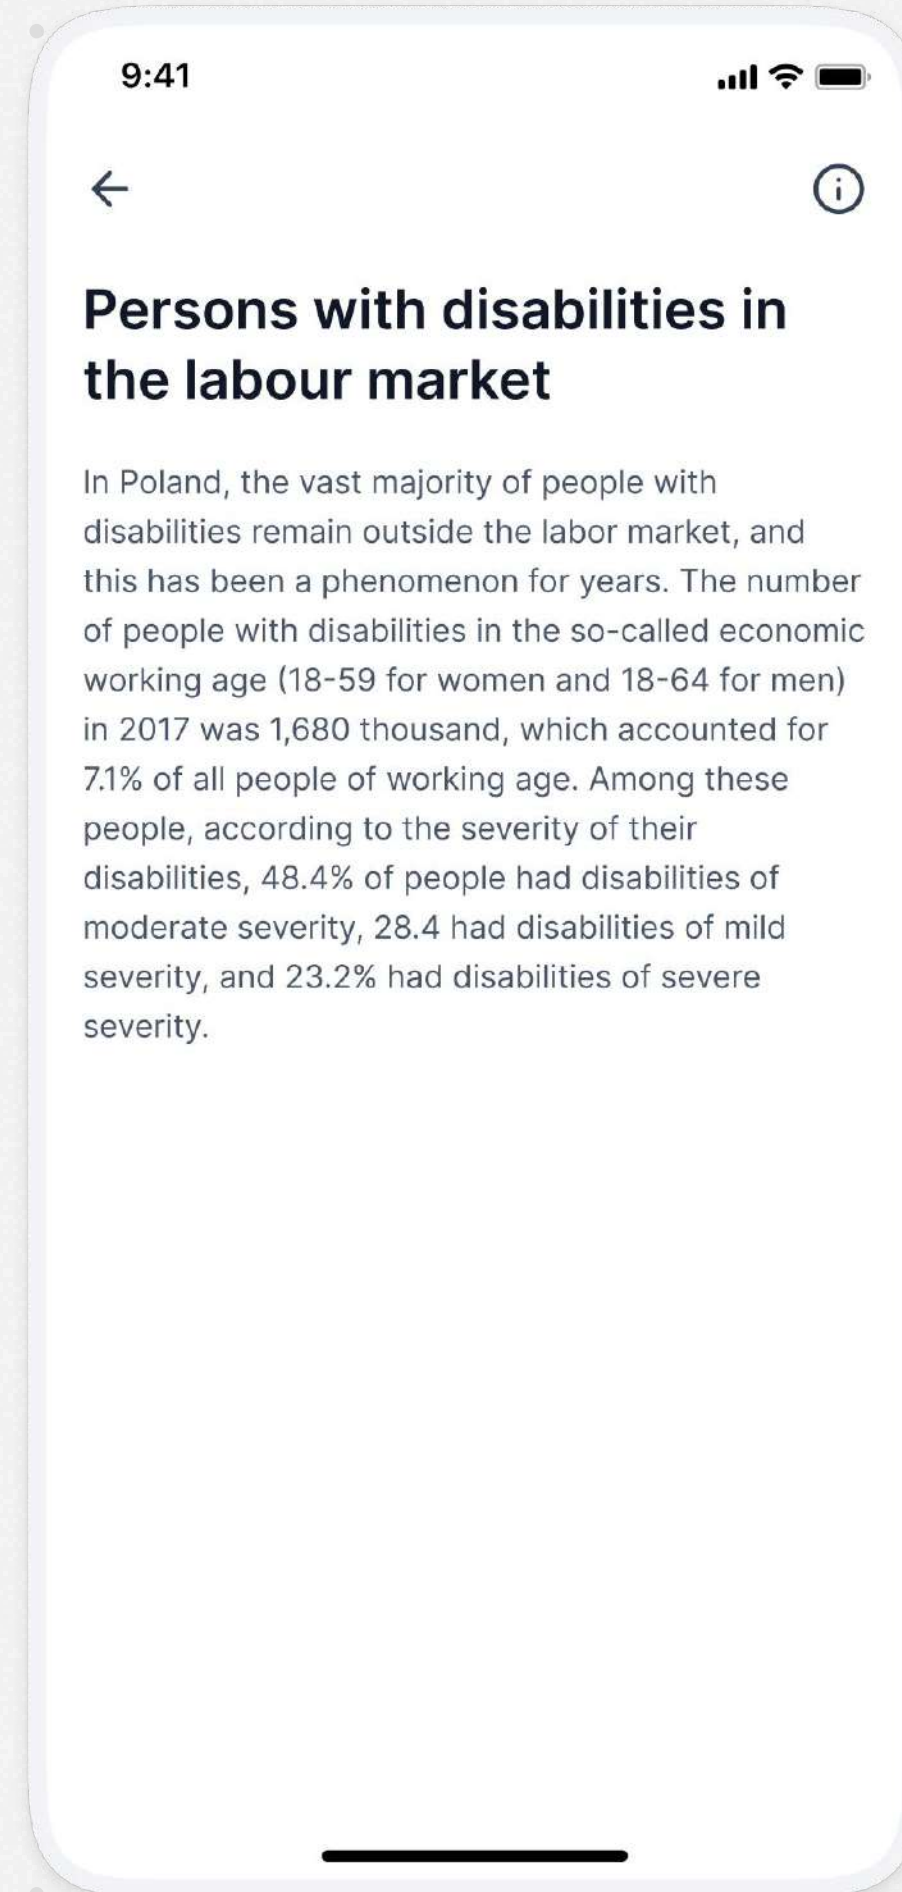 9:41
Persons with disabilities in
the labour market
In Poland, the vast majority of people with
disabilities remain outside the labor market, and
this has been a phenomenon for years. The number
of people with disabilities in the so-called economic
working age (18-59 for women and 18-64 for men)
in 2017 was 1,680 thousand, which accounted for
7.1% of all people of working age. Among these
people, according to the severity of their
disabilities, 48.4% of people had disabilities of
moderate severity, 28.4 had disabilities of mild
severity, and 23.2% had disabilities of severe
severity.